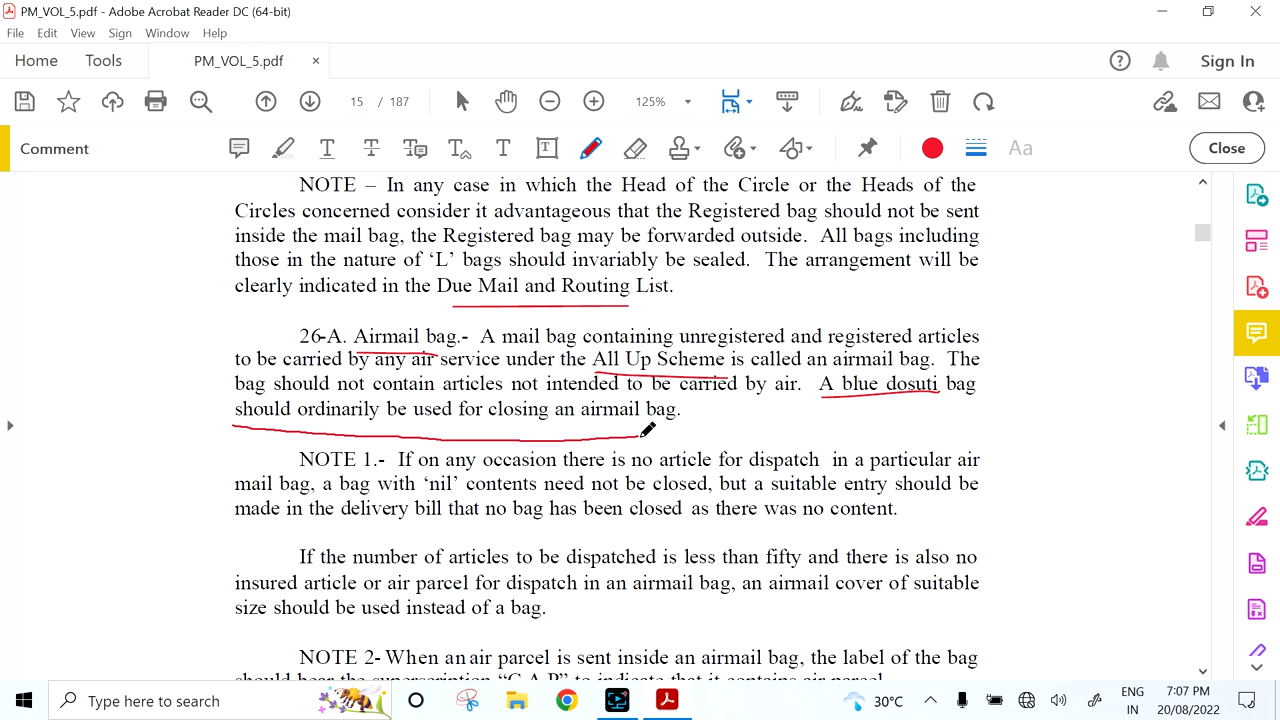 PM_VOL_5.pdf - Adobe Acrobat Reader DC (64-bit)
File Edit View Sign Window Help
Home Tools PM_VOL_5.pdf × Sign In
15 / 187 125%
Comment Aa Close
NOTE – In any case in which the Head of the Circle or the Heads of the
Circles concerned consider it advantageous that the Registered bag should not be sent
inside the mail bag, the Registered bag may be forwarded outside. All bags including
those in the nature of ‘L’ bags should invariably be sealed. The arrangement will be
clearly indicated in the Due Mail and Routing List.
26-A. Airmail bag.- A mail bag containing unregistered and registered articles
to be carried by any air service under the All Up Scheme is called an airmail bag. The
bag should not contain articles not intended to be carried by air. A blue dosuti bag
should ordinarily be used for closing an airmail bag.
NOTE 1.- If on any occasion there is no article for dispatch in a particular air
mail bag, a bag with ‘nil’ contents need not be closed, but a suitable entry should be
made in the delivery bill that no bag has been closed as there was no content.
If the number of articles to be dispatched is less than fifty and there is also no
insured article or air parcel for dispatch in an airmail bag, an airmail cover of suitable
size should be used instead of a bag.
NOTE 2- When an air parcel is sent inside an airmail bag, the label of the bag
should bear the superscription “C.A.P” to indicate that it contains air parcel
Type here to search 30°C ENG IN 7:07 PM 20/08/2022